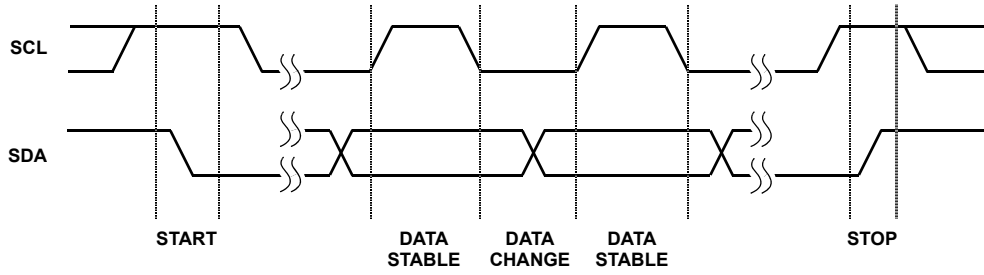 SCL
SDA
START
DATA
STABLE
DATA
CHANGE
DATA
STABLE
STOP